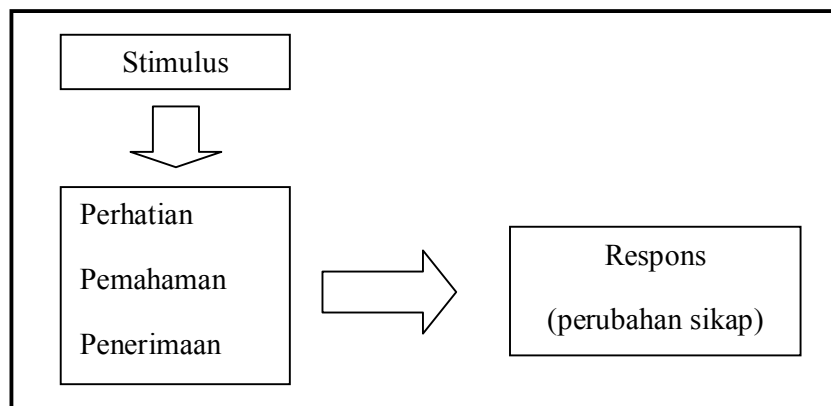 Stimulus
Perhatian
Pemahaman
Penerimaan
Respons
(perubahan sikap)